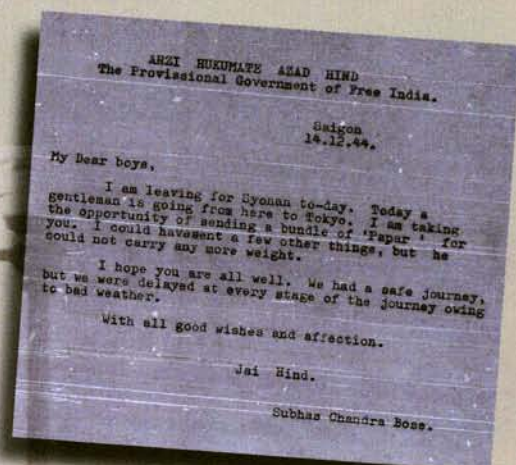 ARZI HUKUMATE AZAD HIND
The Provissional Government of Free India.
Saigon
14.12.44.
My Dear boys,
I am leaving for Syonan to-day. Today a
gentleman is going from here to Tokyo. I am taking
the opportunity of sending a bundle of 'Papar ' for
you. I could havesent a few other things, but he
could not carry any more weight.
I hope you are all well. We had a safe journey,
but we were delayed at every stage of the journey owing
to bad weather.
With all good wishes and affection.
Jai Hind.
Subhas Chandra Bose.